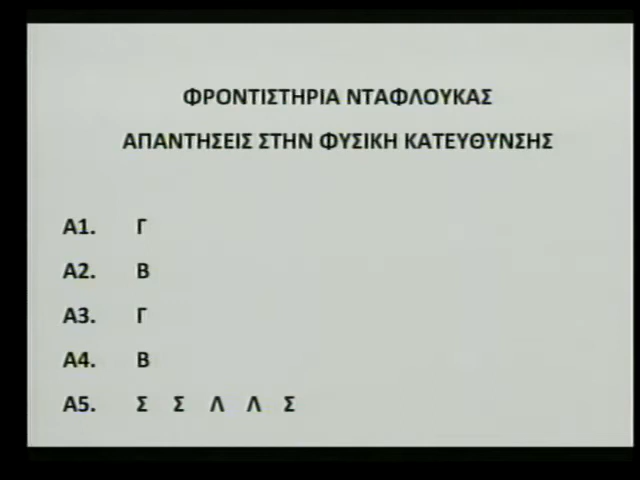 ΦΡΟΝΤΙΣΤΗΡΙΑ ΝΤΑΦΛΟΥΚΑΣ
ΑΠΑΝΤΗΣΕΙΣ ΣΤΗΝ ΦΥΣΙΚΗ ΚΑΤΕΥΘΥΝΣΗΣ
Α1. Γ
Α2. Β
Α3. Γ
Α4. Β
Α5. Σ Σ Λ Λ Σ